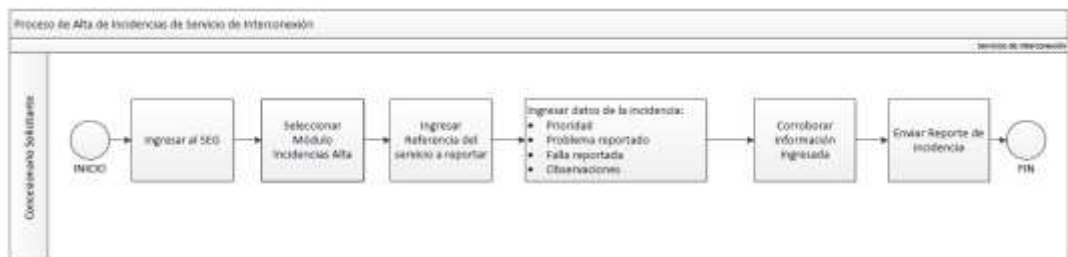 Proceso de Alta de Incidencias de Servicio de Interconexión
Servicios de Interconexión
Concesionario Solicitante
INICIO
Ingresar al SEG
Seleccionar
Módulo
Incidencias Alta
Ingresar
Referencia del
servicio a reportar
Ingresar datos de la incidencia:
• Prioridad
• Problema reportado
• Falla reportada
• Observaciones
Corroborar
información
Ingresada
Enviar Reporte de
incidencia
FIN